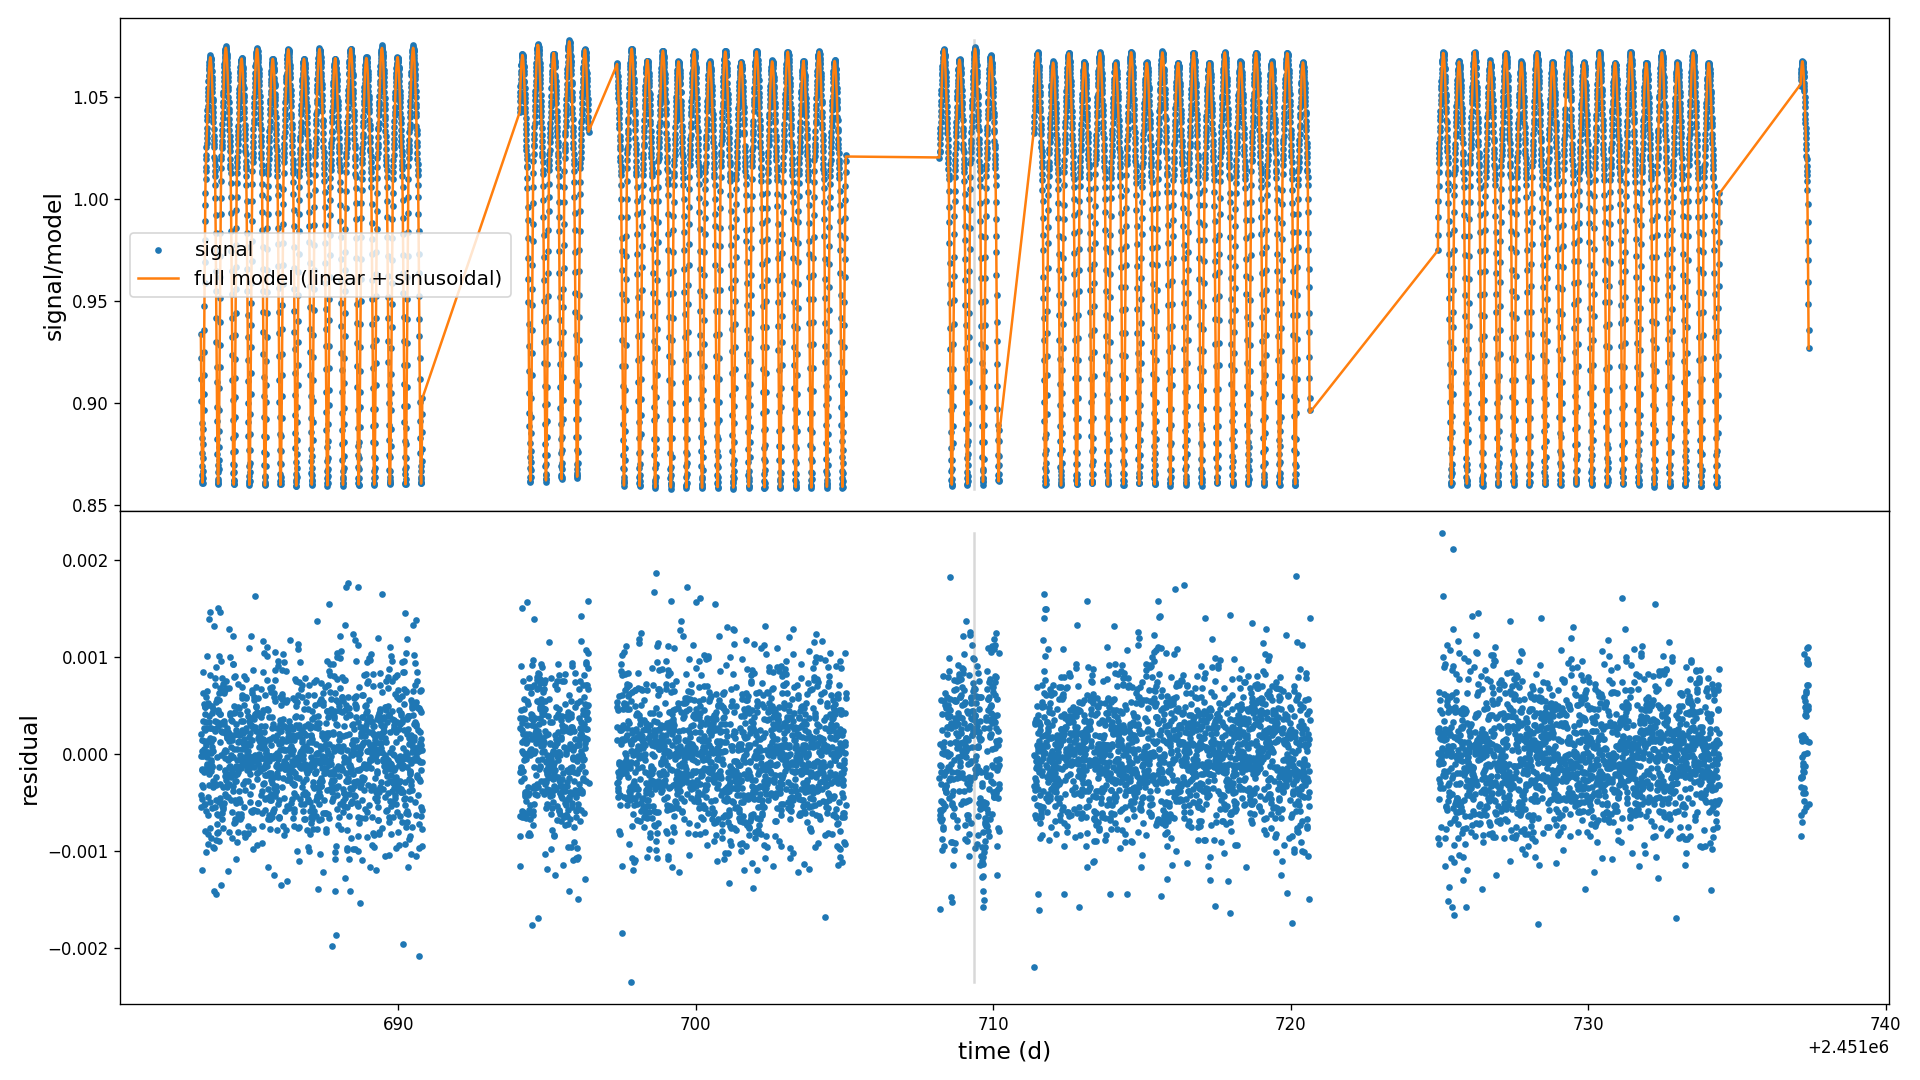 1.05
1.00
0.95
0.90
0.85
signal/model
signal
full model (linear + sinusoidal)
0.002
0.001
0.000
−0.001
−0.002
residual
690
700
710
720
730
740
time (d)
+2.451e6